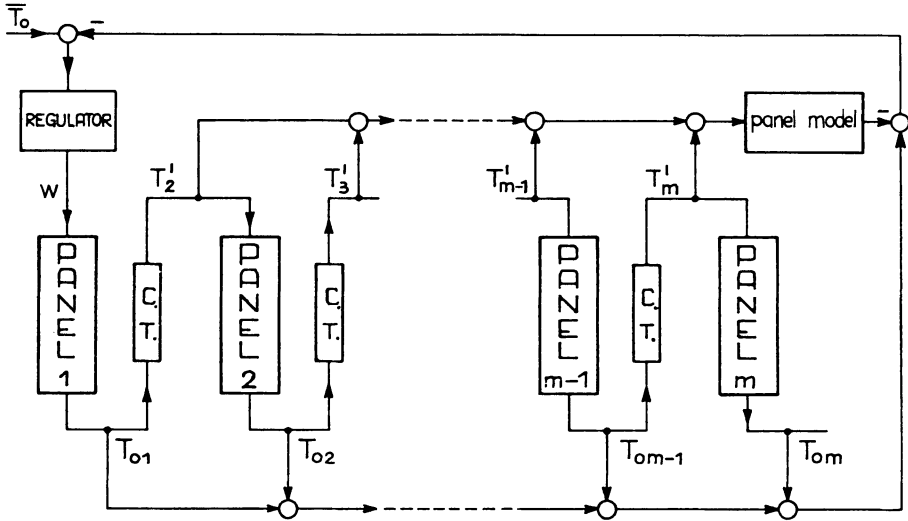 T̄o
−
−
REGULATOR
panel model
W
T'2
T'3
T'm-1
T'm
PANEL 1
C.T.
PANEL 2
C.T.
PANEL m-1
C.T.
PANEL m
To1
To2
Tom-1
Tom